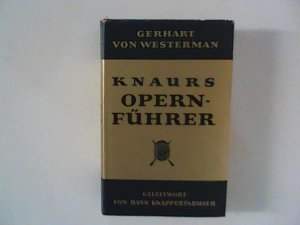 GERHART
VON WESTERMAN
KNAURS
OPERN-
FÜHRER
GELEITWORT
VON HANS KNAPPERTSBUSCH